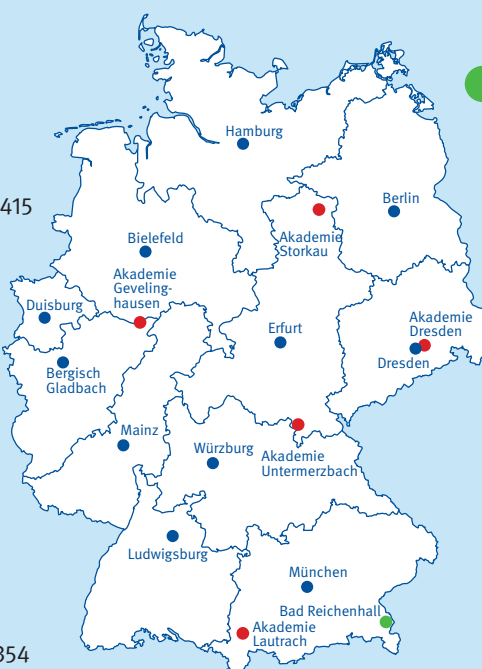 Hamburg
415
Berlin
Akademie
Storkau
Bielefeld
Akademie
Geveling-
hausen
Duisburg
Akademie
Dresden
Erfurt
Dresden
Bergisch
Gladbach
Mainz
Würzburg
Akademie
Untermerzbach
Ludwigsburg
München
Bad Reichenhall
Akademie
Lautrach
354